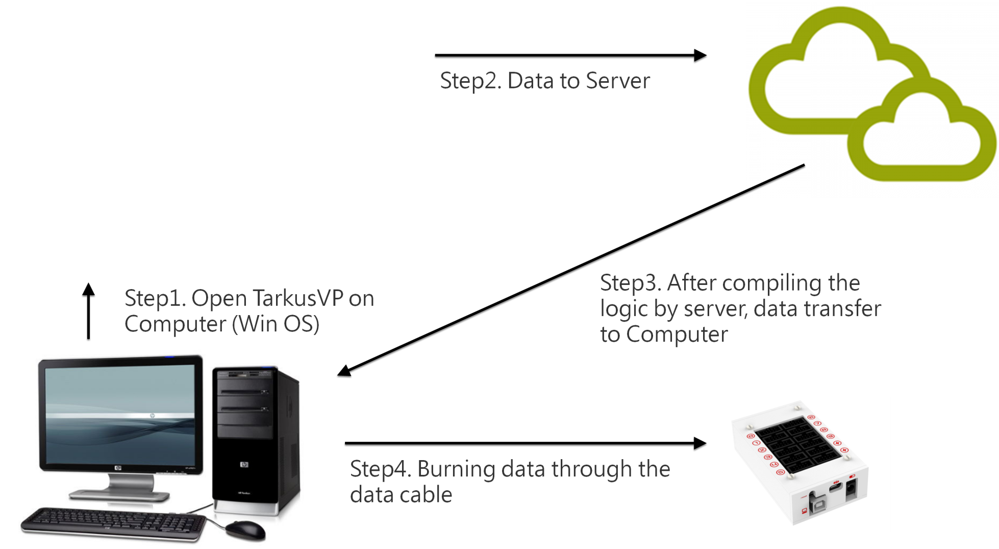 Step2. Data to Server
Step1. Open TarkusVP on
Computer (Win OS)
Step3. After compiling the
logic by server, data transfer
to Computer
Step4. Burning data through the
data cable
hp